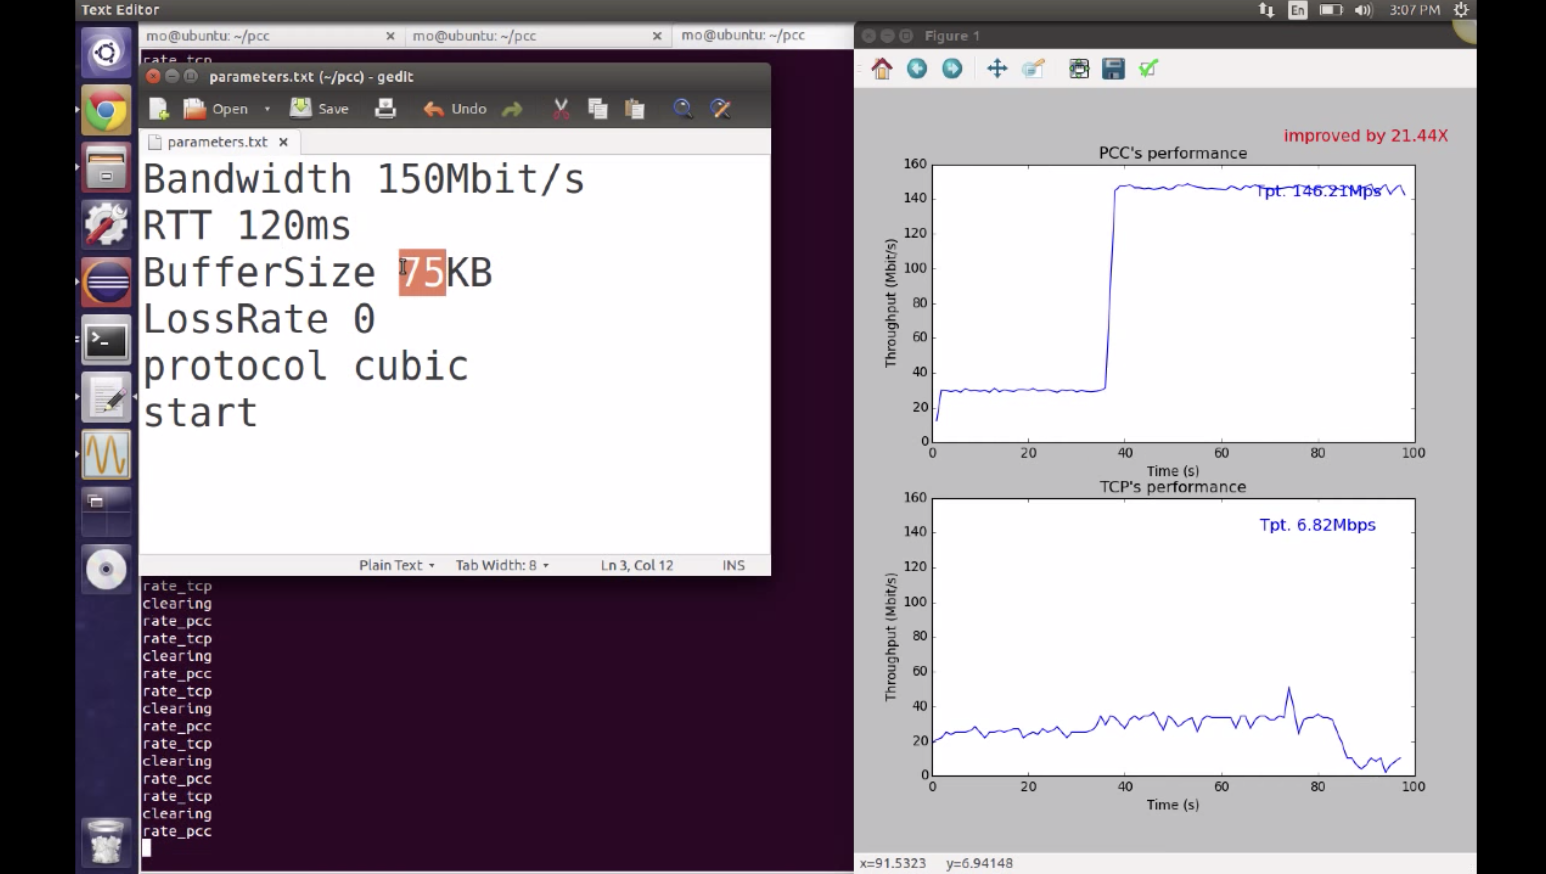 Text Editor
En
3:07 PM
mo@ubuntu: ~/pcc
mo@ubuntu: ~/pcc
mo@ubuntu: ~/pcc
parameters.txt (~/pcc) - gedit
Open
Save
Undo
parameters.txt
Bandwidth 150Mbit/s
RTT 120ms
BufferSize 75KB
LossRate 0
protocol cubic
start
Plain Text
Tab Width: 8
Ln 3, Col 12
INS
rate_tcp
clearing
rate_pcc
rate_tcp
clearing
rate_pcc
rate_tcp
clearing
rate_pcc
rate_tcp
clearing
rate_pcc
rate_tcp
clearing
rate_pcc
Figure 1
improved by 21.44X
PCC's performance
Tpt. 146.21Mps
160
140
120
100
80
60
40
20
0
Throughput (Mbit/s)
0 20 40 60 80 100
Time (s)
TCP's performance
Tpt. 6.82Mbps
160
140
120
100
80
60
40
20
0
Throughput (Mbit/s)
0 20 40 60 80 100
Time (s)
x=91.5323 y=6.94148